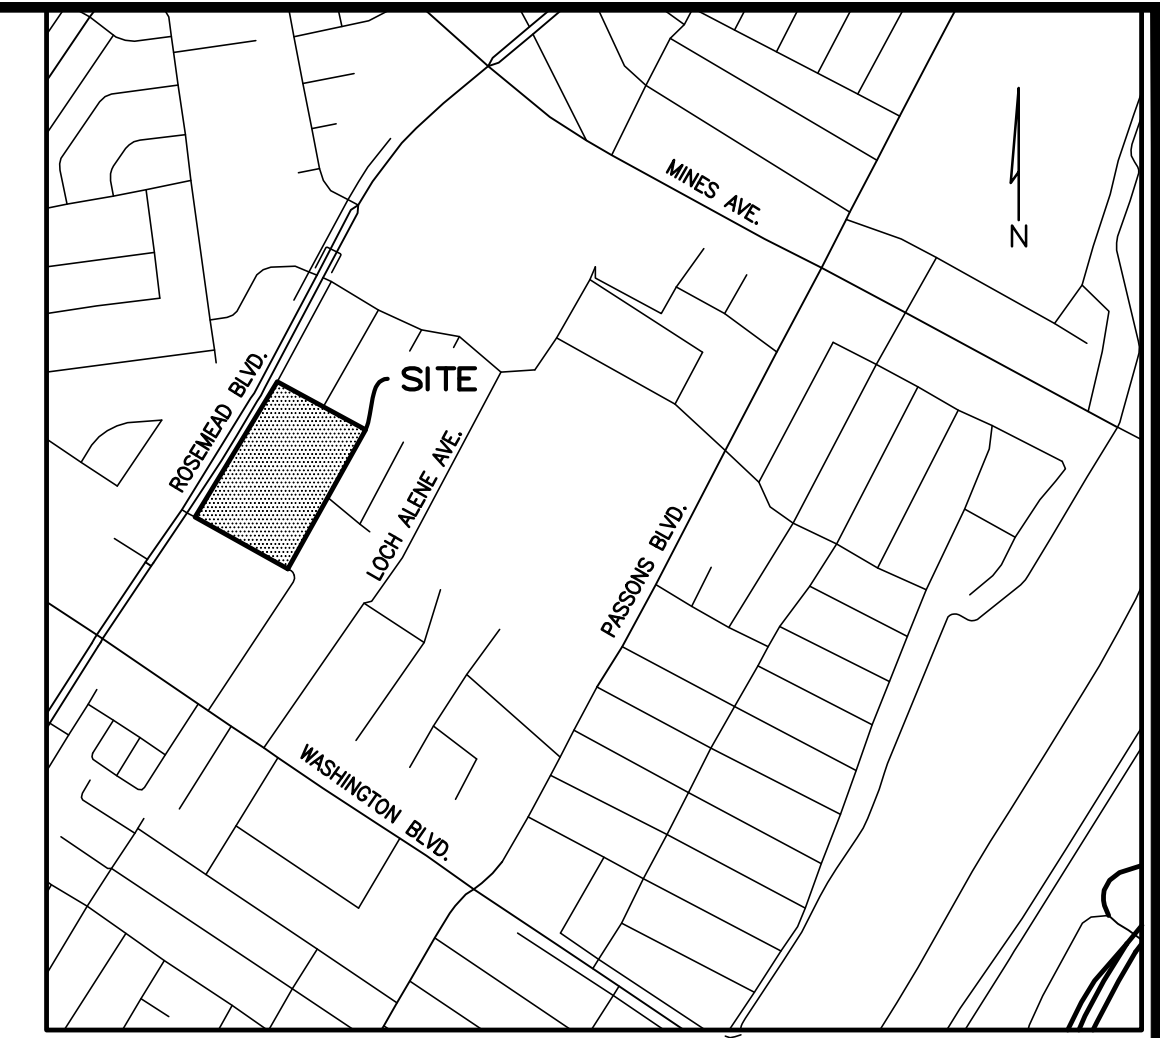 MINES AVE.
N
ROSEMEAD BLVD.
SITE
LOCH ALENE AVE.
PASSONS BLVD.
WASHINGTON BLVD.